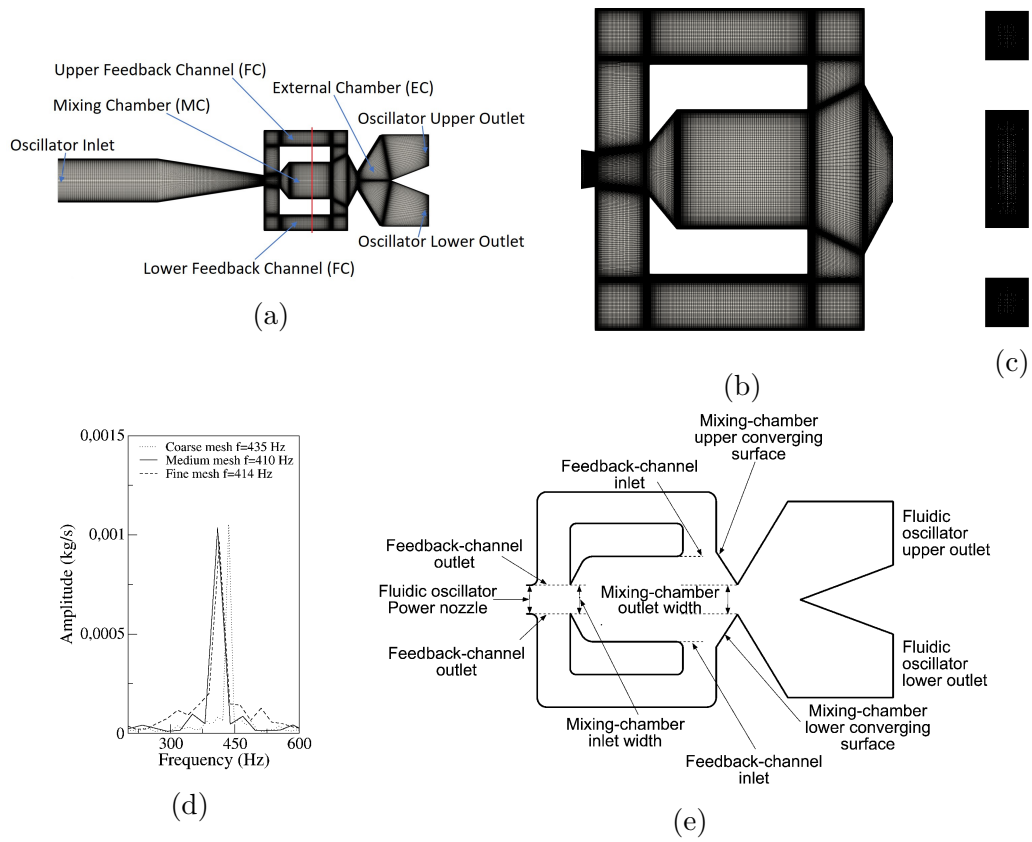 Upper Feedback Channel (FC)
External Chamber (EC)
Mixing Chamber (MC)
Oscillator Upper Outlet
Oscillator Inlet
Oscillator Lower Outlet
Lower Feedback Channel (FC)
(a)
(b)
(c)
0,0015
Coarse mesh f=435 Hz
Medium mesh f=410 Hz
Fine mesh f=414 Hz
0,001
0,0005
0
Amplitude (kg/s)
300
450
600
Frequency (Hz)
(d)
Mixing-chamber
upper converging
surface
Feedback-channel
inlet
Fluidic
oscillator
upper outlet
Feedback-channel
outlet
Fluidic oscillator
Power nozzle
Mixing-chamber
outlet width
Feedback-channel
outlet
Fluidic
oscillator
lower outlet
Mixing-chamber
inlet width
Mixing-chamber
lower converging
surface
Feedback-channel
inlet
(e)